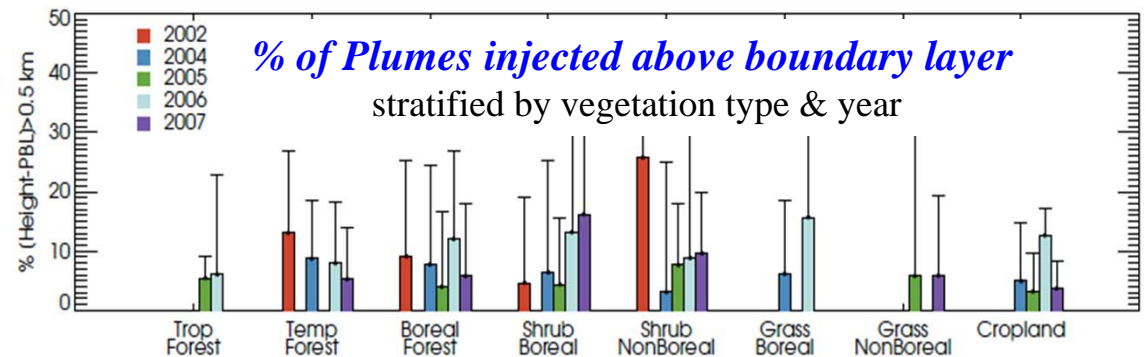 % of Plumes injected above boundary layer
stratified by vegetation type & year
2002
2004
2005
2006
2007
% (Height-PBL)>0.5 km
50
40
30
20
10
0
Trop Forest
Temp Forest
Boreal Forest
Shrub Boreal
Shrub NonBoreal
Grass Boreal
Grass NonBoreal
Cropland